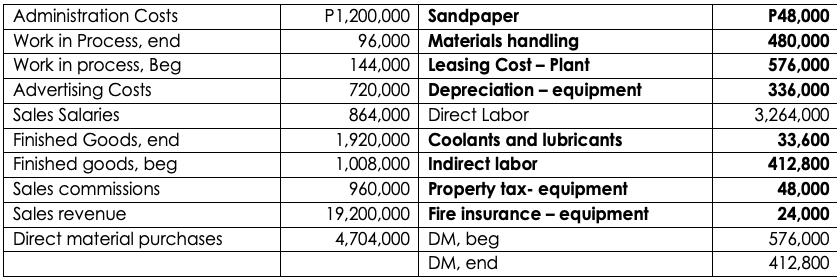 Administration Costs P1,200,000 Sandpaper P48,000
Work in Process, end 96,000 Materials handling 480,000
Work in process, Beg 144,000 Leasing Cost – Plant 576,000
Advertising Costs 720,000 Depreciation – equipment 336,000
Sales Salaries 864,000 Direct Labor 3,264,000
Finished Goods, end 1,920,000 Coolants and lubricants 33,600
Finished goods, beg 1,008,000 Indirect labor 412,800
Sales commissions 960,000 Property tax- equipment 48,000
Sales revenue 19,200,000 Fire insurance – equipment 24,000
Direct material purchases 4,704,000 DM, beg 576,000
DM, end 412,800